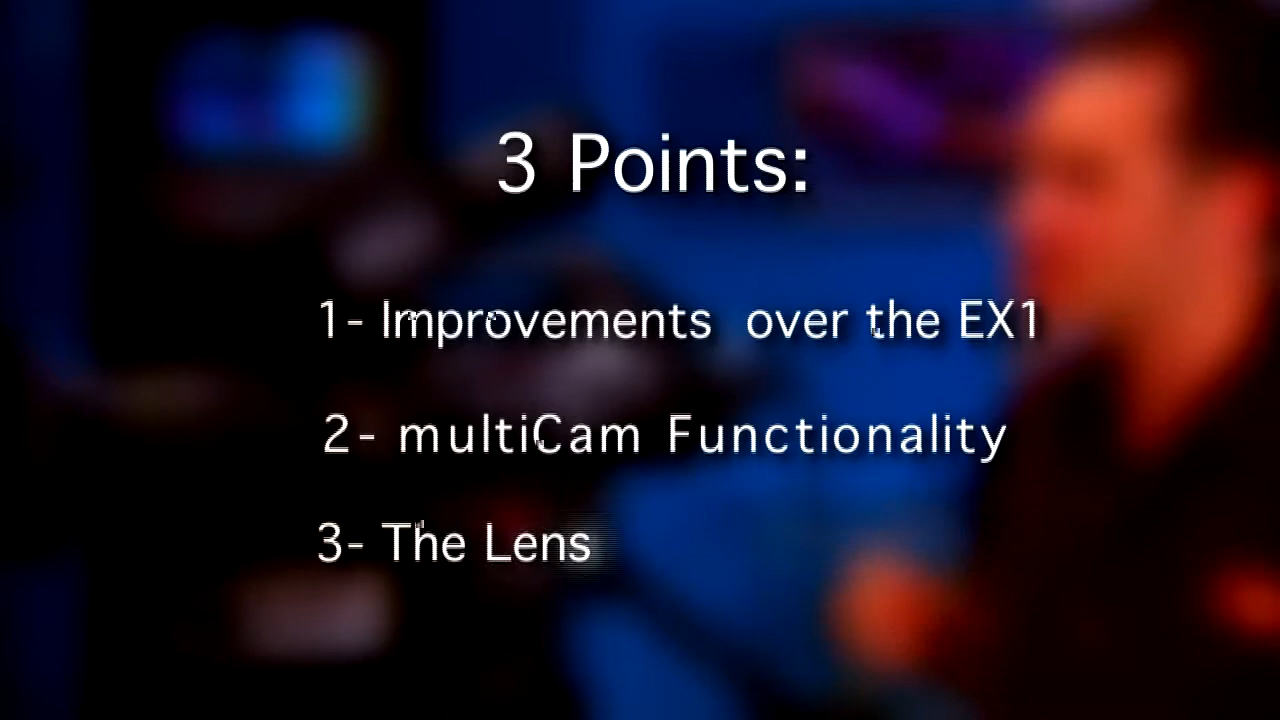 3 Points:
1- Improvements over the EX1
2- multiCam Functionality
3- The Lens